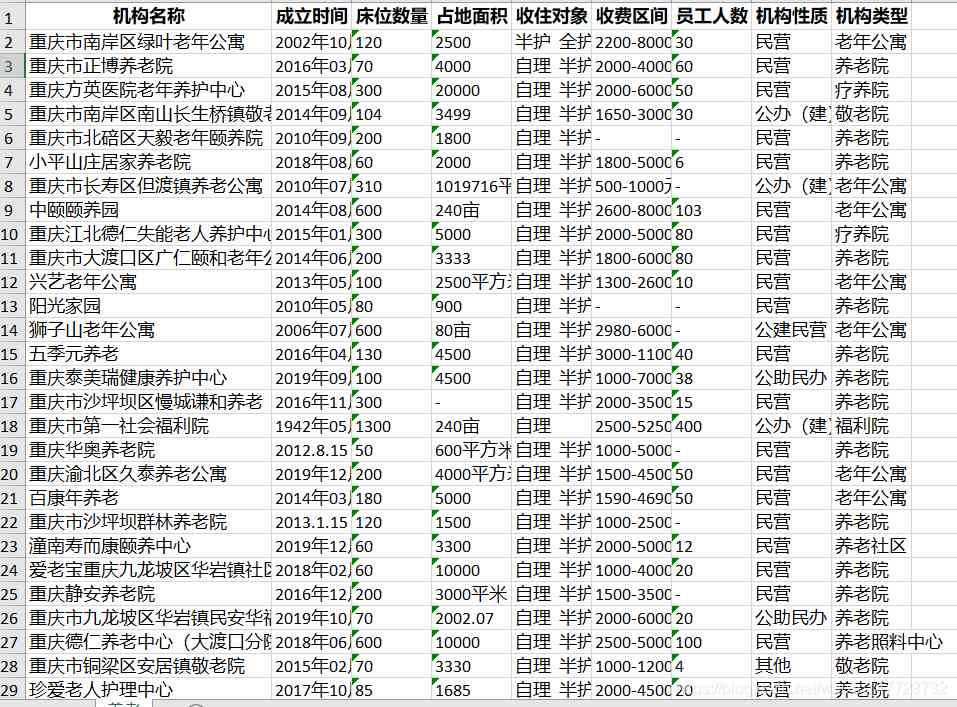 1 机构名称 成立时间 床位数量 占地面积 收住对象 收费区间 员工人数 机构性质 机构类型
2 重庆市南岸区绿叶老年公寓 2002年10 120 2500 半护 全护 2200-8000 30 民营 老年公寓
3 重庆市正博养老院 2016年03 70 4000 自理 半护 2000-4000 60 民营 养老院
4 重庆方英医院老年养护中心 2015年08 300 20000 自理 半护 2000-6000 50 民营 疗养院
5 重庆市南岸区南山长生桥镇敬老 2014年09 104 3499 自理 半护 1650-3000 30 公办（建） 敬老院
6 重庆市北碚区天毅老年颐养院 2010年09 200 1800 自理 半护 - - 民营 养老院
7 小平山庄居家养老院 2018年08 60 2000 自理 半护 1800-5000 6 民营 养老院
8 重庆市长寿区但渡镇养老公寓 2010年07 310 1019716平 自理 半护 500-1000元 - 公办（建） 老年公寓
9 中颐颐养园 2014年08 600 240亩 自理 半护 2600-8000 103 民营 老年公寓
10 重庆江北德仁失能老人养护中心 2015年01 300 5000 自理 半护 2000-5000 80 民营 疗养院
11 重庆市大渡口区广仁颐和老年公 2014年06 200 3333 自理 半护 1800-6000 80 民营 养老院
12 兴艺老年公寓 2013年05 100 2500平方米 自理 半护 1300-2600 10 民营 老年公寓
13 阳光家园 2010年05 80 900 自理 半护 - - 民营 养老院
14 狮子山老年公寓 2006年07 600 80亩 自理 半护 2980-6000 - 公建民营 老年公寓
15 五季元养老 2016年04 130 4500 自理 半护 3000-1100 40 民营 养老院
16 重庆泰美瑞健康养护中心 2019年09 100 4500 自理 半护 1000-7000 38 公助民办 养老院
17 重庆市沙坪坝区慢城谦和养老 2016年11 300 - 自理 半护 2000-3500 15 民营 养老院
18 重庆市第一社会福利院 1942年05 1300 240亩 自理 2500-5250 400 公办（建） 福利院
19 重庆华奥养老院 2012.8.15 50 600平方米 自理 半护 1000-5000 - 民营 养老院
20 重庆渝北区久泰养老公寓 2019年12 200 4000平方米 自理 半护 1500-4500 50 民营 老年公寓
21 百康年养老 2014年03 180 5000 自理 半护 1590-4690 50 民营 老年公寓
22 重庆市沙坪坝群林养老院 2013.1.15 120 1500 自理 半护 1000-2500 - 民营 养老院
23 潼南寿而康颐养中心 2019年12 60 3300 自理 半护 2000-5000 12 民营 养老社区
24 爱老宝重庆九龙坡区华岩镇社区 2018年02 60 10000 自理 半护 1000-4000 20 民营 养老院
25 重庆静安养老院 2016年12 200 3000平米 自理 半护 1500-3500 - 民营 养老院
26 重庆市九龙坡区华岩镇民安华福 2019年10 70 2002.07 自理 半护 2000-6000 20 公助民办 养老院
27 重庆德仁养老中心（大渡口分院 2018年06 600 10000 自理 半护 2500-5000 100 民营 养老照料中心
28 重庆市铜梁区安居镇敬老院 2015年02 70 3330 自理 半护 1000-1200 4 其他 敬老院
29 珍爱老人护理中心 2017年10 85 1685 自理 半护 2000-4500 20 民营 养老院